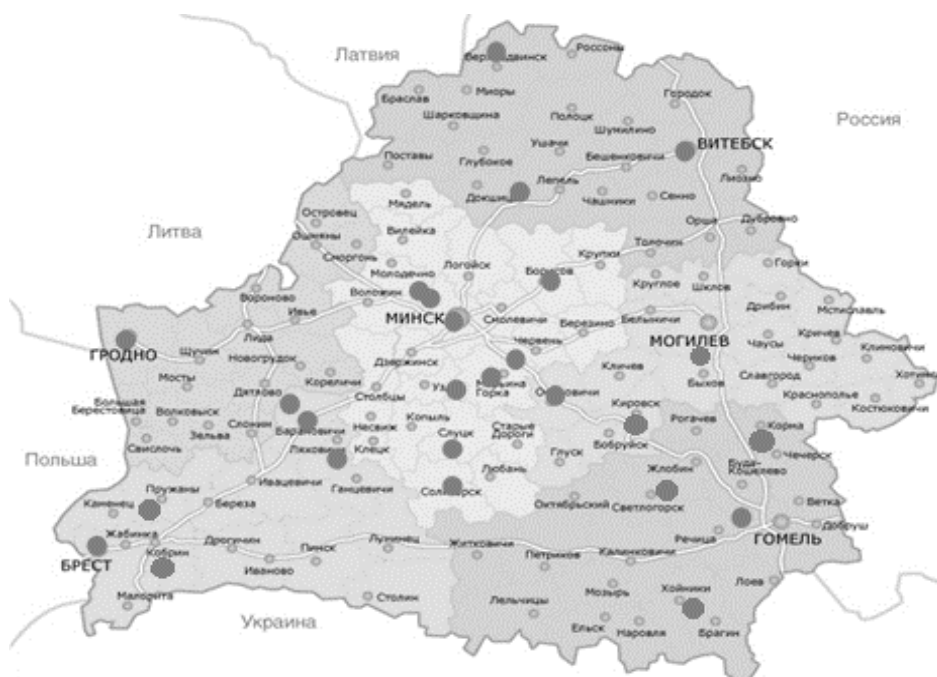 Латвия
Россоны
Верхнедвинск
Браслав
Миоры
Городок
Россия
Шарковщина
Полоцк
Шумилино
Поставы
Глубокое
Ушачи
Бешенковичи
ВИТЕБСК
Лиозно
Докшицы
Лепель
Чашники
Сенно
Мядель
Островец
Ошмяны
Вилейка
Орша
Дубровно
Литва
Сморгонь
Толочин
Молодечно
Логойск
Борисов
Крупки
Горки
Круглое
Шклов
Вороново
Воложин
Ивье
МИНСК
Смолевичи
Белыничи
Дрибин
Мстиславль
Березино
Лида
ГРОДНО
Щучин
Червень
МОГИЛЕВ
Чаусы
Кричев
Климовичи
Новогрудок
Дзержинск
Чериков
Мосты
Кореличи
Кличев
Быхов
Славгород
Дятлово
Столбцы
Марьина
Горка
Осиповичи
Хотимск
Большая
Берестовица
Волковыск
Слоним
Барановичи
Несвиж
Копыль
Кировск
Рогачев
Корма
Краснополье
Костюковичи
Зельва
Слуцк
Старые
Дороги
Бобруйск
Свислочь
Ляховичи
Клецк
Глуск
Жлобин
Чечерск
Буда-
Кошелево
Польша
Ивацевичи
Ганцевичи
Любань
Солигорск
Пружаны
Каменец
Береза
Октябрьский
Светлогорск
Ветка
Жабинка
Добруш
Речица
ГОМЕЛЬ
БРЕСТ
Кобрин
Дрогичин
Иваново
Пинск
Лунинец
Житковичи
Петриков
Калинковичи
Малорита
Столин
Мозырь
Хойники
Лоев
Лельчицы
Украина
Ельск
Наровля
Брагин